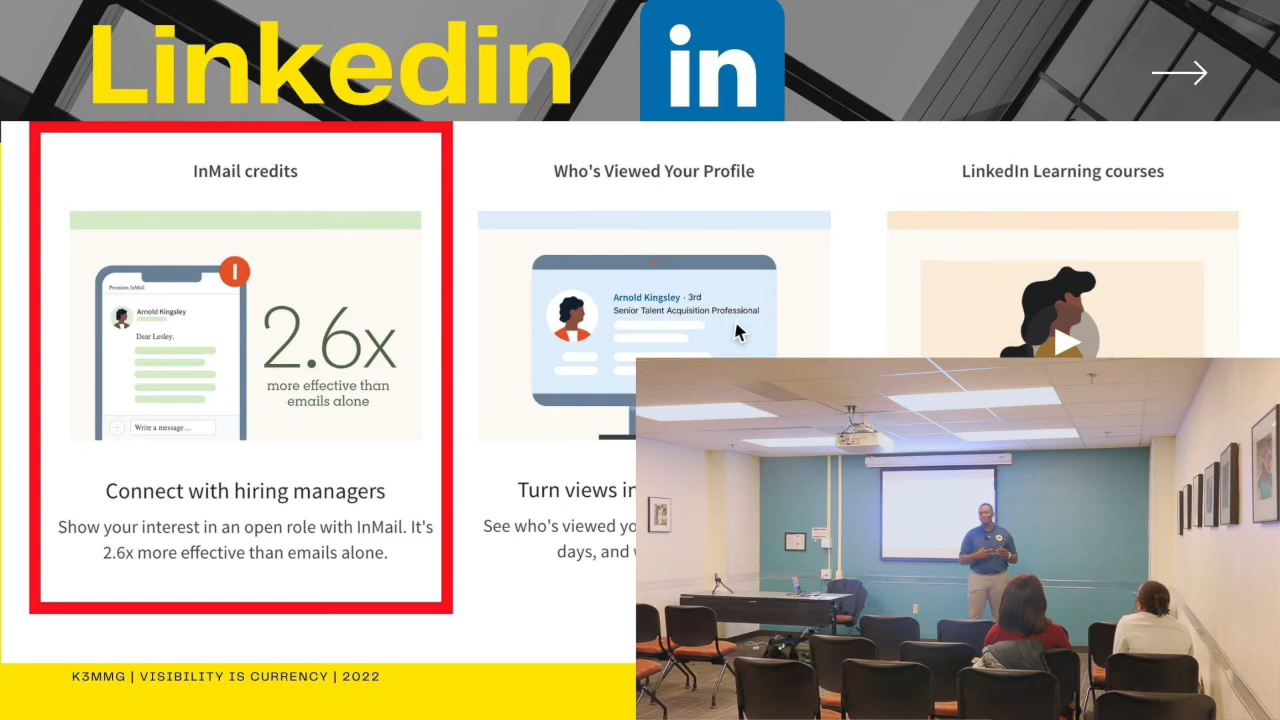 Linkedin
in
InMail credits
Who's Viewed Your Profile
LinkedIn Learning courses
Premium InMail
Arnold Kingsley
Dear Lesley,
Write a message...
2.6x
more effective than
emails alone
Arnold Kingsley · 3rd
Senior Talent Acquisition Professional
Connect with hiring managers
Show your interest in an open role with InMail. It's
2.6x more effective than emails alone.
Turn views in
See who's viewed yo
days, and
K3MMG | VISIBILITY IS CURRENCY | 2022